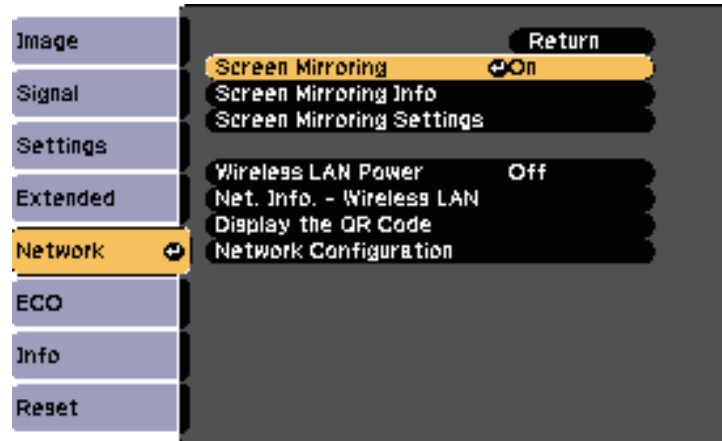 Image
Signal
Settings
Extended
Network
ECO
Info
Reset
Return
Screen Mirroring On
Screen Mirroring Info
Screen Mirroring Settings
Wireless LAN Power Off
Net. Info. - Wireless LAN
Display the QR Code
Network Configuration